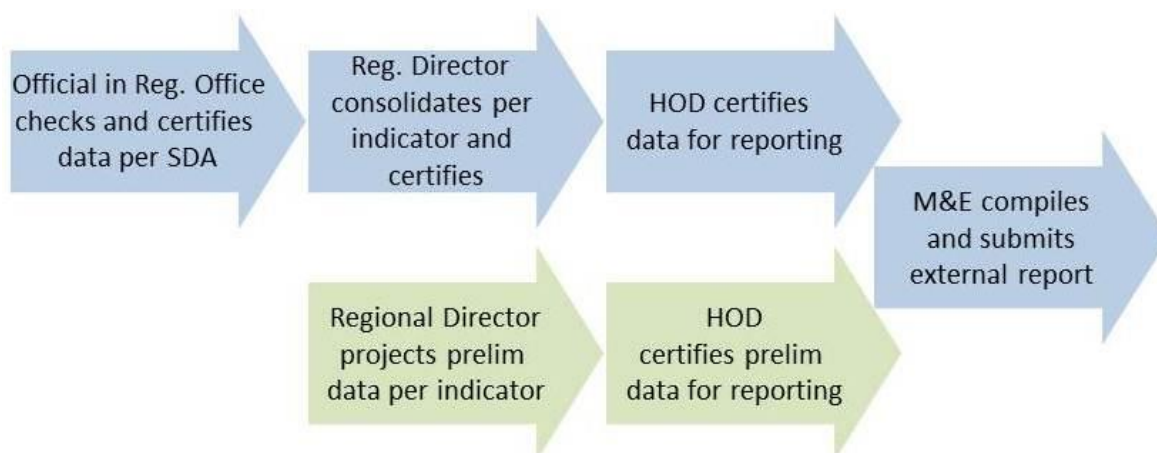 Official in Reg. Office
checks and certifies
data per SDA
Reg. Director
consolidates per
indicator and
certifies
HOD certifies
data for reporting
M&E compiles
and submits
external report
Regional Director
projects prelim
data per indicator
HOD
certifies prelim
data for reporting